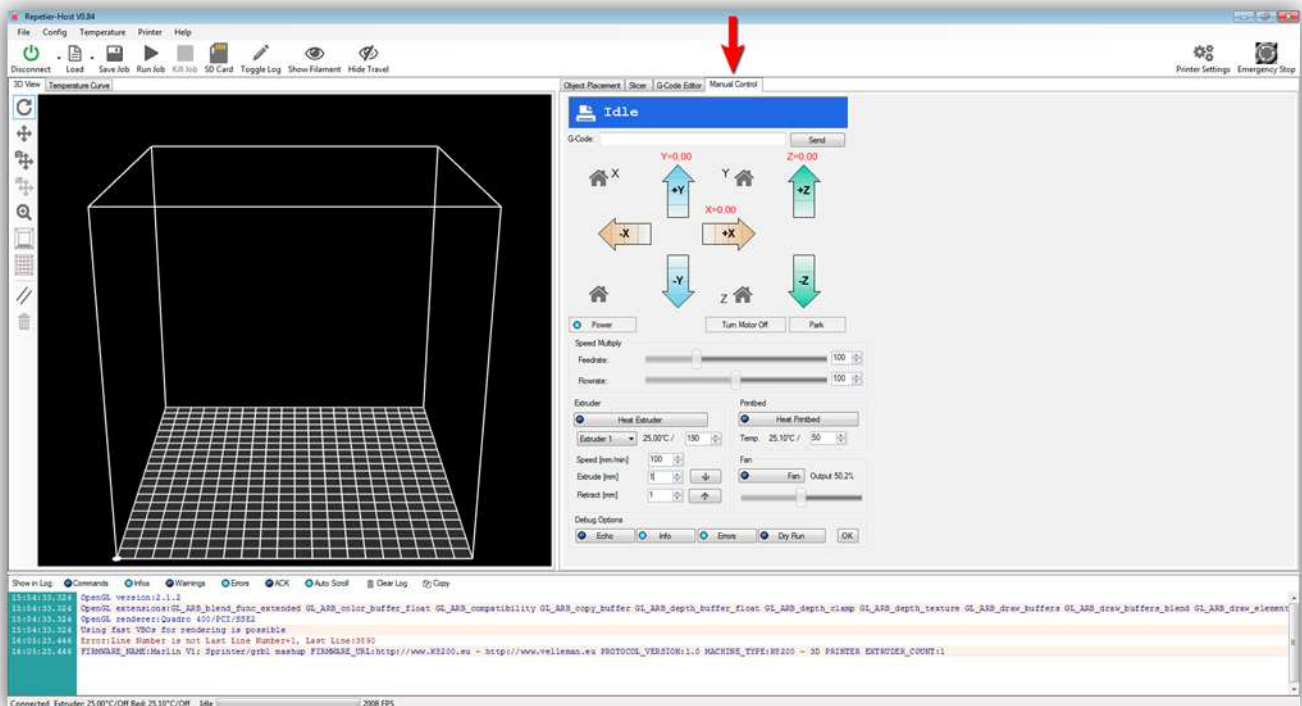 Repetier-Host V0.84
File Config Temperature Printer Help
Disconnect Load Save Job Run Job Kill Job SD Card Toggle Log Show Filament Hide Travel Printer Settings Emergency Stop
3D View Temperature Curve
Object Placement Slicer G-Code Editor Manual Control
Idle
G-Code: Send
Y=0.00 Z=0.00
X +Y Y +Z
X=0.00
-X +X
-Y Z -Z
Power Turn Motor Off Park
Speed Multiply
Feedrate: 100
Flowrate: 100
Extruder Printbed
Heat Extruder Heat Printbed
Extruder 1 25.00°C / 190 Temp. 25.10°C / 50
Speed [mm/min] 100 Fan
Extrude [mm] 1 Fan Output 50.2%
Retract [mm] 1
Debug Options
Echo Info Errors Dry Run OK
Show in Log: Commands Infos Warnings Errors ACK Auto Scroll Clear Log Copy
15:54:33.324 OpenGL version:2.1.2
15:54:33.324 OpenGL extensions:GL_ARB_blend_func_extended GL_ARB_color_buffer_float GL_ARB_compatibility GL_ARB_copy_buffer GL_ARB_depth_buffer_float GL_ARB_depth_clamp GL_ARB_depth_texture GL_ARB_draw_buffers GL_ARB_draw_buffers_blend GL_ARB_draw_element
15:54:33.324 OpenGL renderer:Quadro 400/PCI/SSE2
15:54:33.324 Using fast VBOs for rendering is possible
16:05:23.444 Error:Line Number is not Last Line Number+1, Last Line:3890
16:05:23.444 FIRMWARE_NAME:Marlin V1; Sprinter/grbl mashup FIRMWARE_URL:http://www.K8200.eu - http://www.velleman.eu PROTOCOL_VERSION:1.0 MACHINE_TYPE:K8200 - 3D PRINTER EXTRUDER_COUNT:1
Connected Extruder: 25.00°C/Off Bed: 25.10°C/Off Idle 2008 FPS